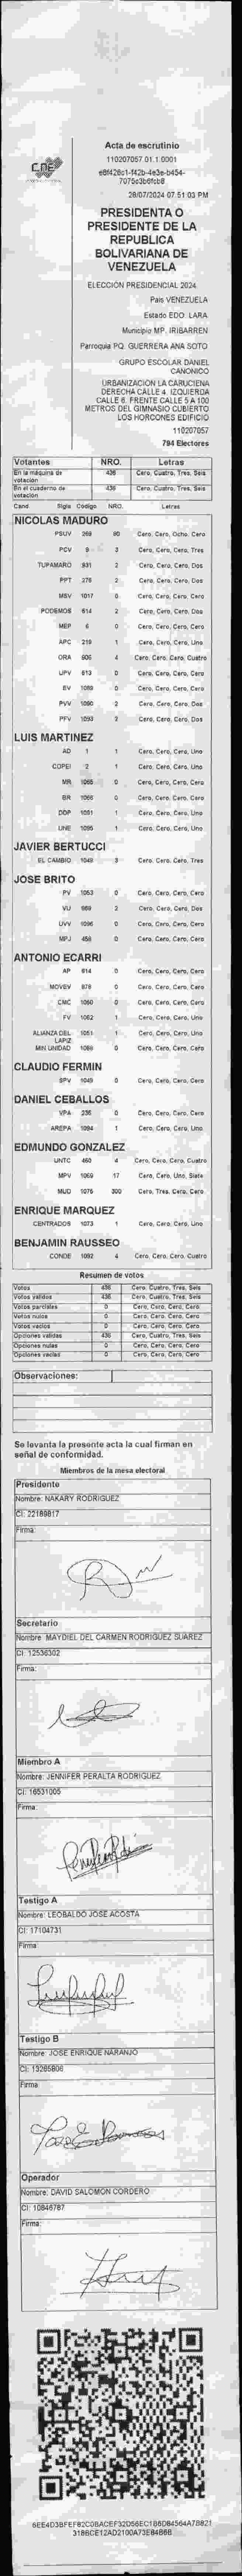 CNE
Acta de escrutinio
110207057.01.1.0001
28/07/2024 07:51:03 PM
PRESIDENTA O
PRESIDENTE DE LA
REPUBLICA
BOLIVARIANA DE
VENEZUELA
ELECCIÓN PRESIDENCIAL 2024
País VENEZUELA
Estado EDO. LARA
Municipio MP. IRIBARREN
Parroquia PQ. GUERRERA ANA SOTO
GRUPO ESCOLAR DANIEL
CANONICO
URBANIZACION LA CARUCIENA
DERECHA CALLE 4. IZQUIERDA
CALLE 6. FRENTE CALLE 5 A 100
METROS DEL GIMNASIO CUBIERTO
LOS HORCONES EDIFICIO
110207057
794 Electores
Votantes NRO. Letras
En la máquina de votación 436 Cero, Cuatro, Tres, Seis
En el cuaderno de votación 436 Cero, Cuatro, Tres, Seis
Cand Sigla Código NRO. Letras
NICOLAS MADURO
PSUV 269 80 Cero, Cero, Ocho, Cero
PCV 9 3 Cero, Cero, Cero, Tres
TUPAMARO 931 2 Cero, Cero, Cero, Dos
PPT 276 2 Cero, Cero, Cero, Dos
MSV 1017 0 Cero, Cero, Cero, Cero
PODEMOS 614 2 Cero, Cero, Cero, Dos
MEP 6 0 Cero, Cero, Cero, Cero
APC 219 1 Cero, Cero, Cero, Uno
ORA 906 4 Cero, Cero, Cero, Cuatro
UPV 613 0 Cero, Cero, Cero, Cero
EV 1089 0 Cero, Cero, Cero, Cero
PVV 1090 2 Cero, Cero, Cero, Dos
PFV 1093 2 Cero, Cero, Cero, Dos
LUIS MARTINEZ
AD 1 1 Cero, Cero, Cero, Uno
COPEI 2 1 Cero, Cero, Cero, Uno
MR 1065 0 Cero, Cero, Cero, Cero
BR 1066 0 Cero, Cero, Cero, Cero
DDP 1081 1 Cero, Cero, Cero, Uno
UNE 1095 1 Cero, Cero, Cero, Uno
JAVIER BERTUCCI
EL CAMBIO 1049 3 Cero, Cero, Cero, Tres
JOSE BRITO
PV 1053 0 Cero, Cero, Cero, Cero
VU 969 2 Cero, Cero, Cero, Dos
UVV 1096 0 Cero, Cero, Cero, Cero
MPJ 458 0 Cero, Cero, Cero, Cero
ANTONIO ECARRI
AP 914 0 Cero, Cero, Cero, Cero
MOVEV 878 0 Cero, Cero, Cero, Cero
CMC 1060 0 Cero, Cero, Cero, Cero
FV 1062 1 Cero, Cero, Cero, Uno
ALIANZA DEL LAPIZ 1051 1 Cero, Cero, Cero, Uno
MIN UNIDAD 1086 0 Cero, Cero, Cero, Cero
CLAUDIO FERMIN
SPV 1048 0 Cero, Cero, Cero, Cero
DANIEL CEBALLOS
VPA 236 0 Cero, Cero, Cero, Cero
AREPA 1094 1 Cero, Cero, Cero, Uno
EDMUNDO GONZALEZ
UNTC 460 4 Cero, Cero, Cero, Cuatro
MPV 1069 17 Cero, Cero, Uno, Siete
MUD 1075 300 Cero, Tres, Cero, Cero
ENRIQUE MARQUEZ
CENTRADOS 1073 1 Cero, Cero, Cero, Uno
BENJAMIN RAUSSEO
CONDE 1092 4 Cero, Cero, Cero, Cuatro
Resumen de votos
Votos 436 Cero, Cuatro, Tres, Seis
Votos validos 436 Cero, Cuatro, Tres, Seis
Votos parciales 0 Cero, Cero, Cero, Cero
Votos nulos 0 Cero, Cero, Cero, Cero
Votos vacios 0 Cero, Cero, Cero, Cero
Opciones validas 436 Cero, Cuatro, Tres, Seis
Opciones nulas 0 Cero, Cero, Cero, Cero
Opciones vacias 0 Cero, Cero, Cero, Cero
Observaciones:
Se levanta la presente acta la cual firman en
señal de conformidad.
Miembros de la mesa electoral
Presidente
Nombre: NAKARY RODRIGUEZ
CI: 22189817
Firma:
Secretario
Nombre: MAYDIEL DEL CARMEN RODRIGUEZ SUAREZ
CI: 12536302
Firma:
Miembro A
Nombre: JENNIFER PERALTA RODRIGUEZ
CI: 16531005
Firma:
Testigo A
Nombre: LEOBALDO JOSE ACOSTA
CI: 17104731
Firma:
Testigo B
Nombre: JOSE ENRIQUE NARANJO
CI: 13265806
Firma:
Operador
Nombre: DAVID SALOMON CORDERO
CI: 10846787
Firma: